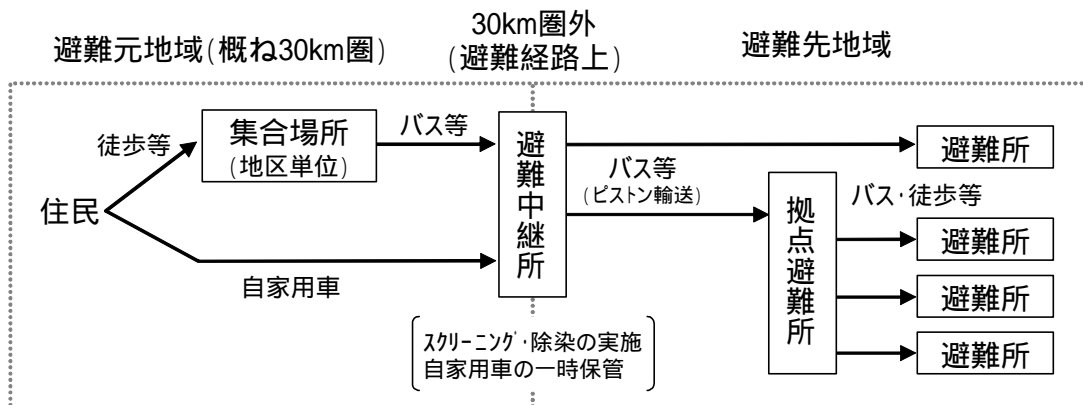 避難元地域(概ね30km圏)
30km圏外
(避難経路上)
避難先地域
徒歩等
集合場所
(地区単位)
バス等
住民
自家用車
避難中継所
バス等
(ピストン輸送)
拠点避難所
バス・徒歩等
避難所
避難所
避難所
避難所
ｽｸﾘｰﾆﾝｸﾞ・除染の実施
自家用車の一時保管